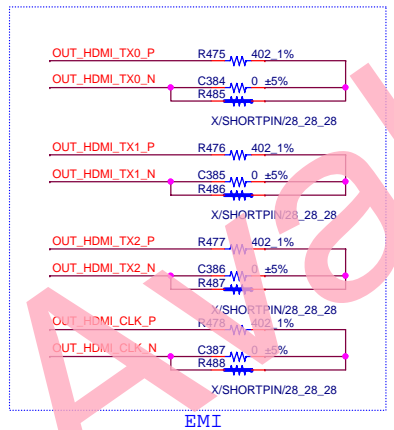 OUT_HDMI_TX0_P R475 402_1%
OUT_HDMI_TX0_N C384 0 ±5%
R485
X/SHORTPIN/28_28_28
OUT_HDMI_TX1_P R476 402_1%
OUT_HDMI_TX1_N C385 0 ±5%
R486
X/SHORTPIN/28_28_28
OUT_HDMI_TX2_P R477 402_1%
OUT_HDMI_TX2_N C386 0 ±5%
R487
X/SHORTPIN/28_28_28
OUT_HDMI_CLK_P R478 402_1%
OUT_HDMI_CLK_N C387 0 ±5%
R488
X/SHORTPIN/28_28_28
EMI